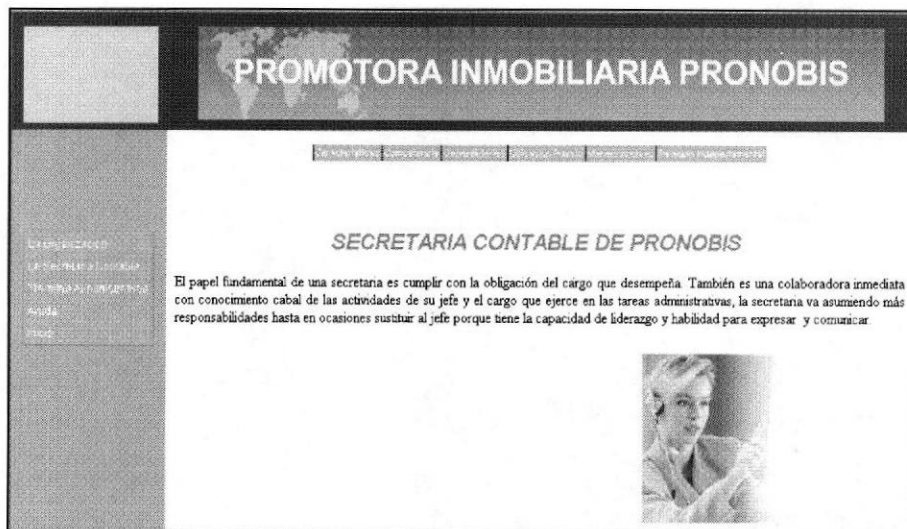 PROMOTORA INMOBILIARIA PRONOBIS
SECRETARIA CONTABLE DE PRONOBIS
El papel fundamental de una secretaria es cumplir con la obligación del cargo que desempeña. También es una colaboradora inmediata
con conocimiento cabal de las actividades de su jefe y el cargo que ejerce en las tareas administrativas, la secretaria va asumiendo más
responsabilidades hasta en ocasiones sustituir al jefe porque tiene la capacidad de liderazgo y habilidad para expresar y comunicar.
Ayuda